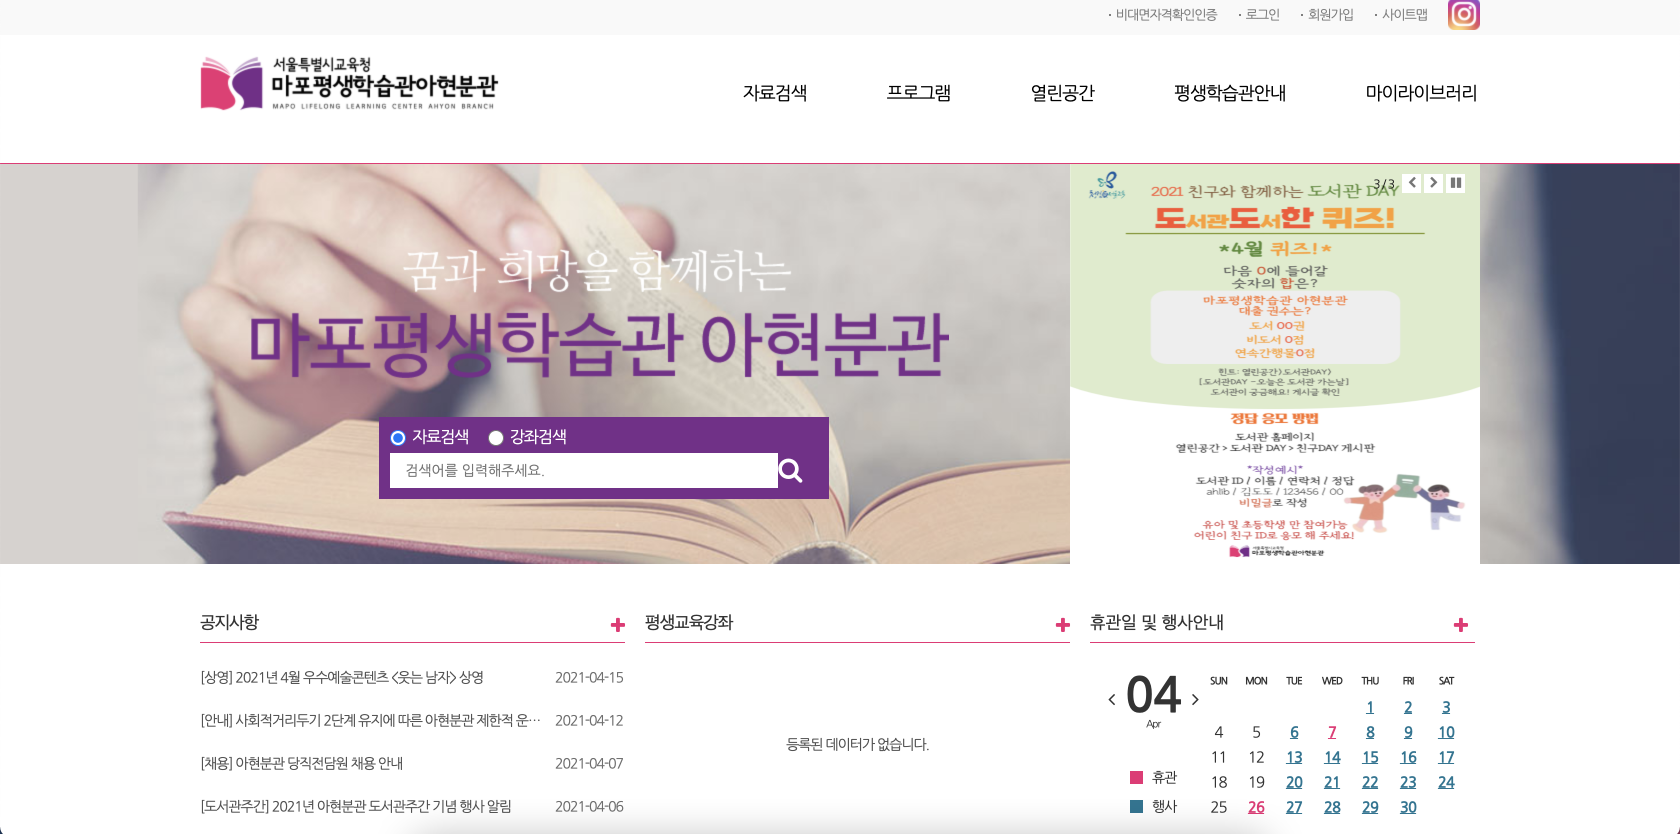 비대면자격확인인증
로그인
회원가입
사이트맵
서울특별시교육청
마포평생학습관아현분관
MAPO LIFELONG LEARNING CENTER AHYON BRANCH
자료검색
프로그램
열린공간
평생학습관안내
마이라이브러리
꿈과 희망을 함께하는
마포평생학습관 아현분관
자료검색
강좌검색
검색어를 입력해주세요.
3 / 3
2021 친구와 함께하는 도서관 DAY
도서관도서한 퀴즈!
*4월 퀴즈!*
다음 O에 들어갈
숫자의 합은?
마포평생학습관 아현분관
대출 권수는?
도서 OO권
비도서 O점
연속간행물O점
힌트: 열린공간>도서관DAY>
[도서관DAY -오늘은 도서관 가는날]
도서관이 궁금해요! 게시글 확인
정답 응모 방법
도서관 홈페이지
열린공간 > 도서관 DAY > 친구DAY 게시판
*작성예시*
도서관 ID / 이름 / 연락처 / 정답
ahlib / 김도도 / 123456 / 00
비밀글로 작성
유아 및 초등학생 만 참여가능
어린이 친구 ID로 응모 해 주세요!
서울특별시교육청
마포평생학습관아현분관
공지사항
[상영] 2021년 4월 우수예술콘텐츠 <웃는 남자> 상영 2021-04-15
[안내] 사회적거리두기 2단계 유지에 따른 아현분관 제한적 운… 2021-04-12
[채용] 아현분관 당직전담원 채용 안내 2021-04-07
[도서관주간] 2021년 아현분관 도서관주간 기념 행사 알림 2021-04-06
평생교육강좌
등록된 데이터가 없습니다.
휴관일 및 행사안내
04
Apr
휴관
행사
SUN MON TUE WED THU FRI SAT
1 2 3
4 5 6 7 8 9 10
11 12 13 14 15 16 17
18 19 20 21 22 23 24
25 26 27 28 29 30